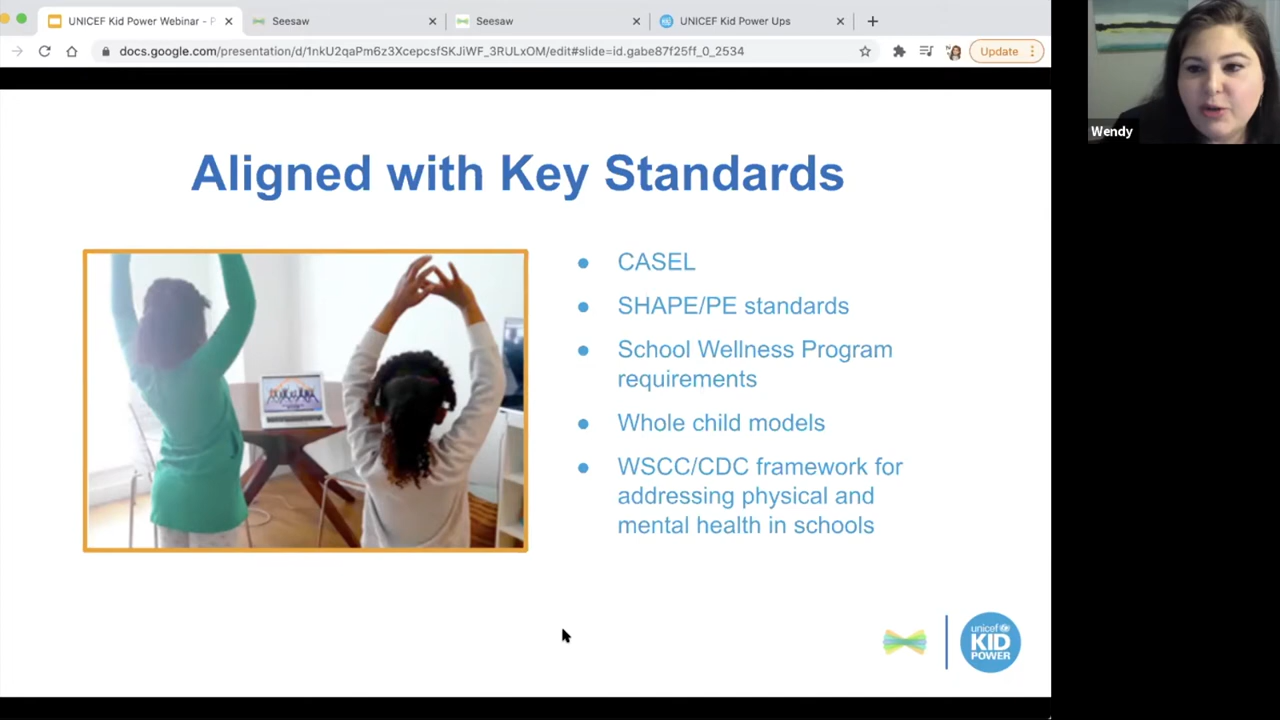 UNICEF Kid Power Webinar - P
Seesaw
Seesaw
UNICEF Kid Power Ups
docs.google.com/presentation/d/1nkU2qaPm6z3XcepcsfSKJiWF_3RULxOM/edit#slide=id.gabe87f25ff_0_2534
Update
Wendy
Aligned with Key Standards
● CASEL
● SHAPE/PE standards
● School Wellness Program
requirements
● Whole child models
● WSCC/CDC framework for
addressing physical and
mental health in schools
unicef
KID
POWER